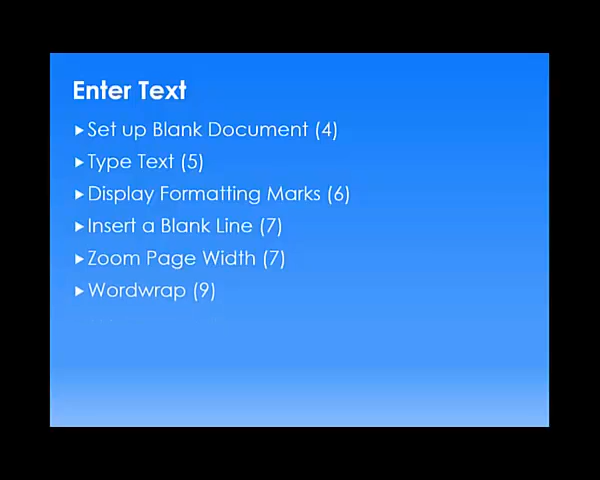 Enter Text
Set up Blank Document (4)
Type Text (5)
Display Formatting Marks (6)
Insert a Blank Line (7)
Zoom Page Width (7)
Wordwrap (9)